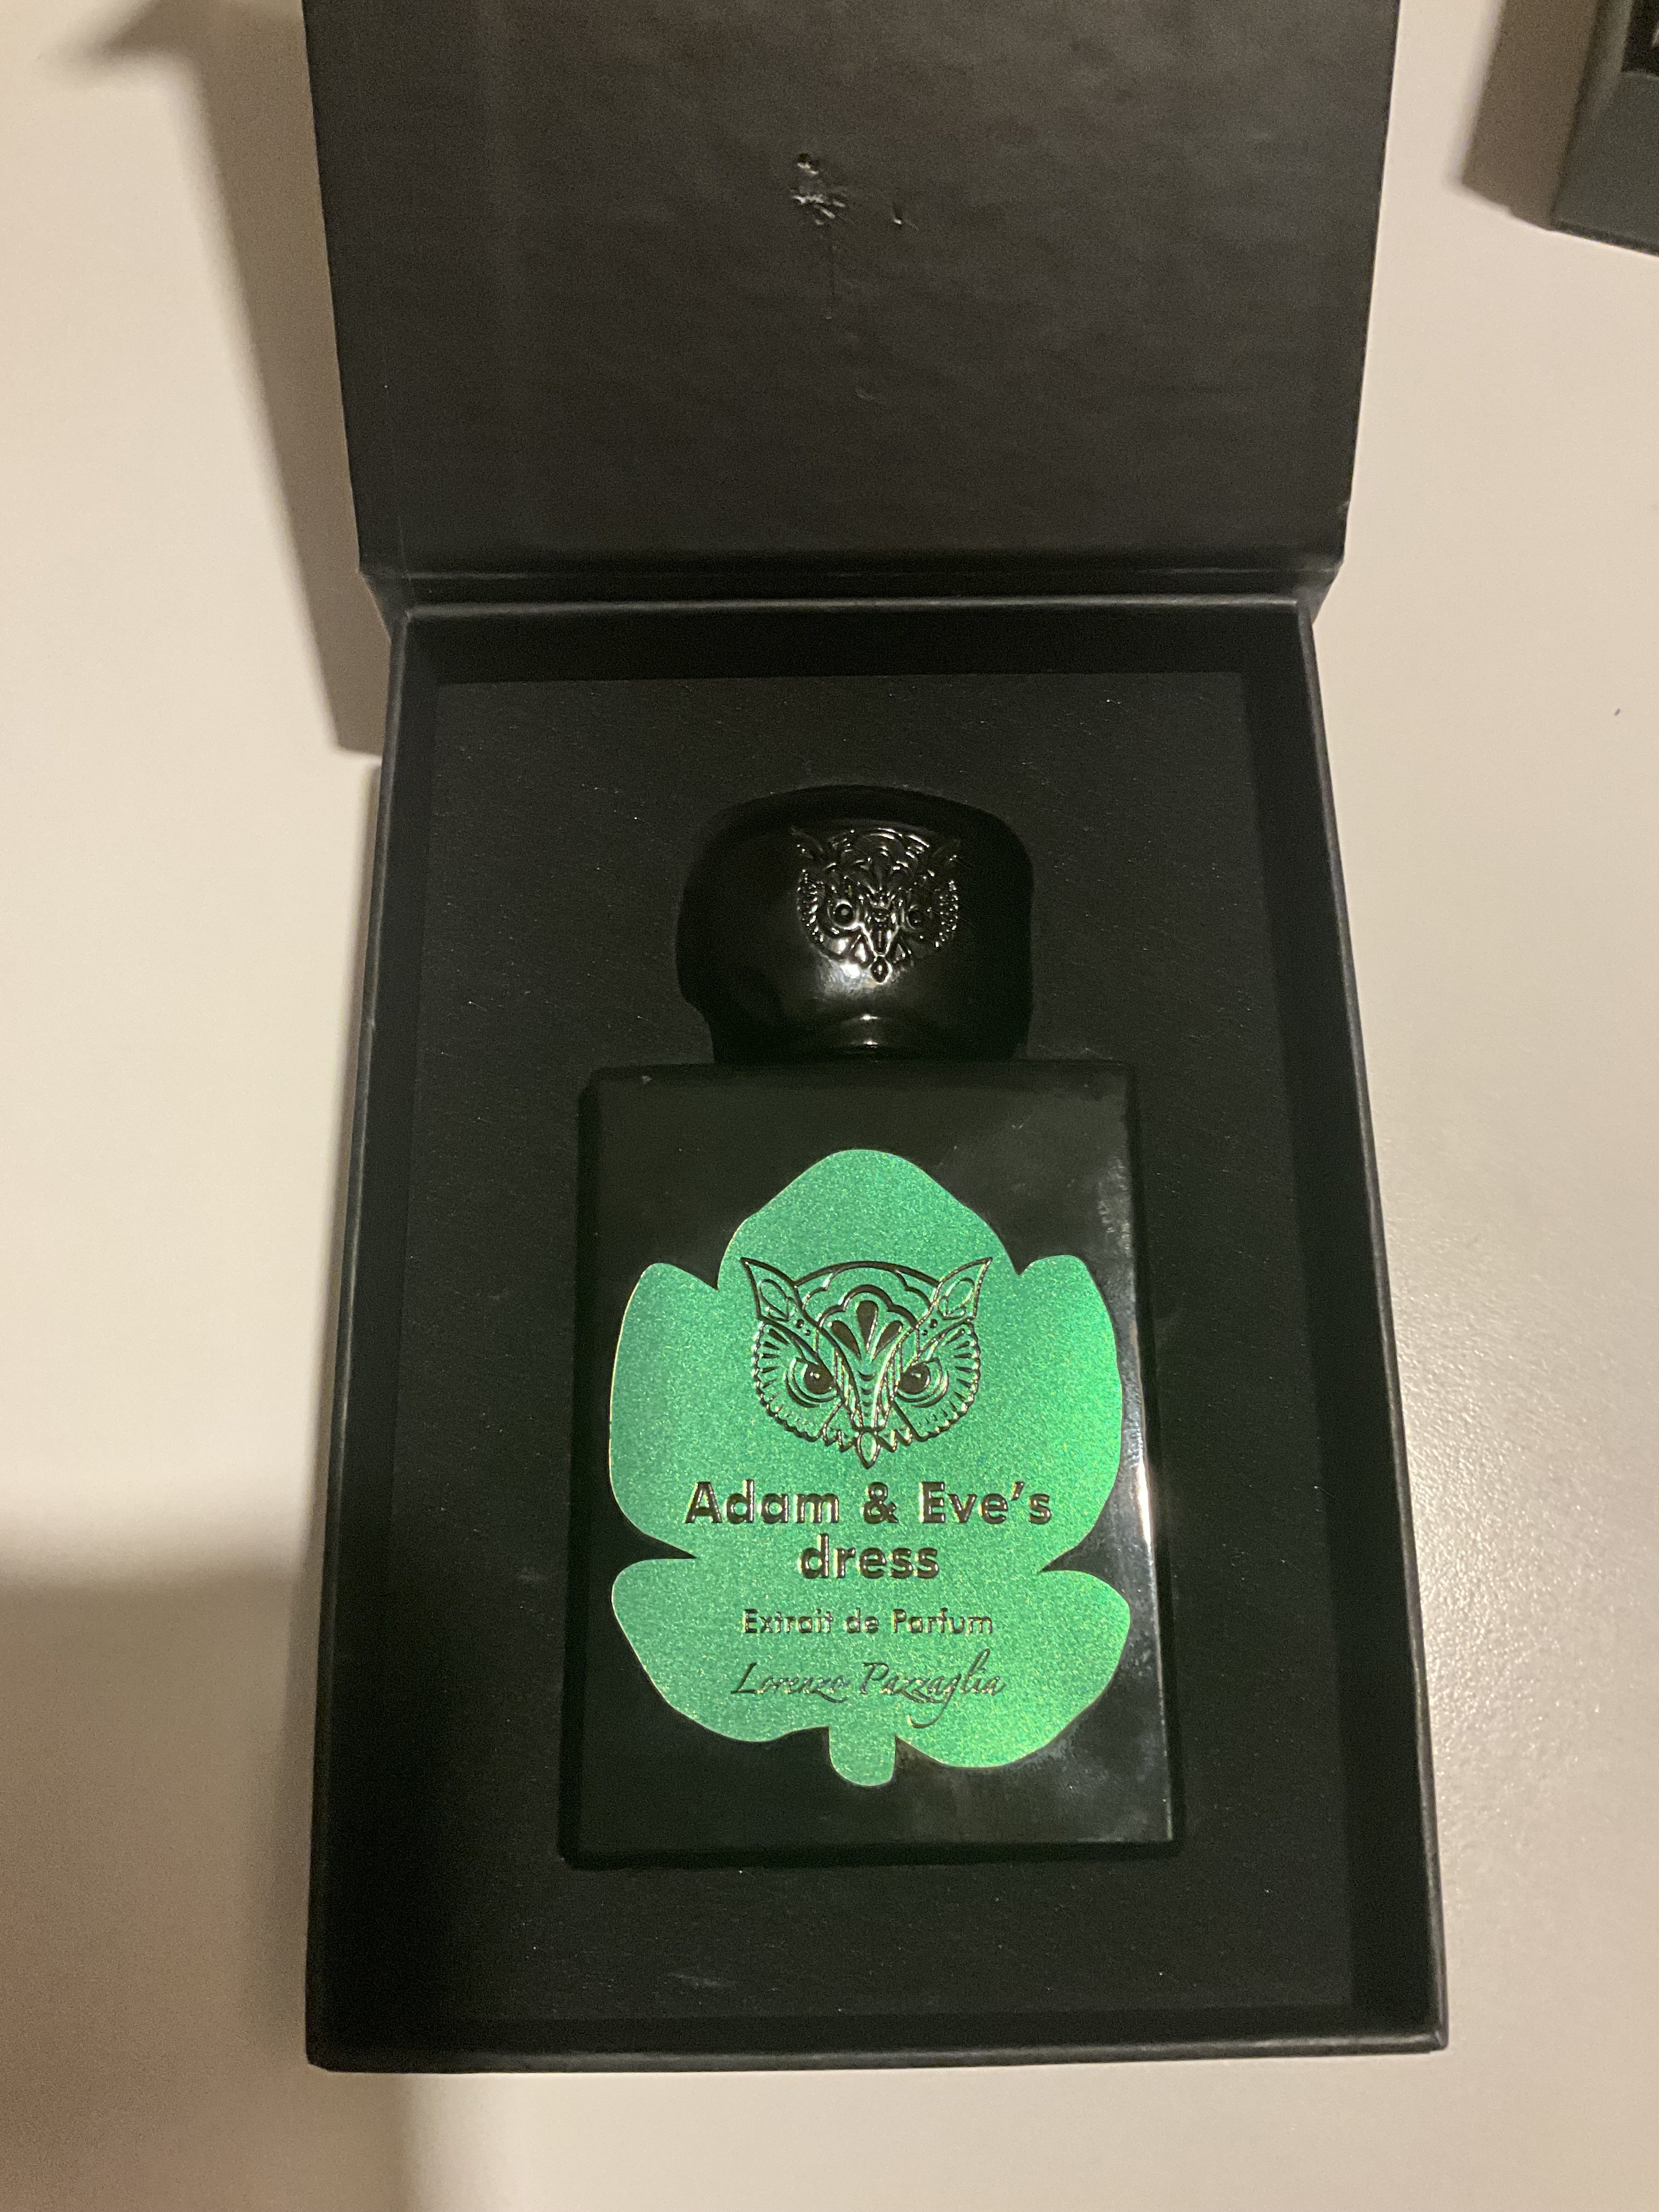 Adam & Eve's
dress
Extrait de Parfum
Lorenzo Pazzaglia